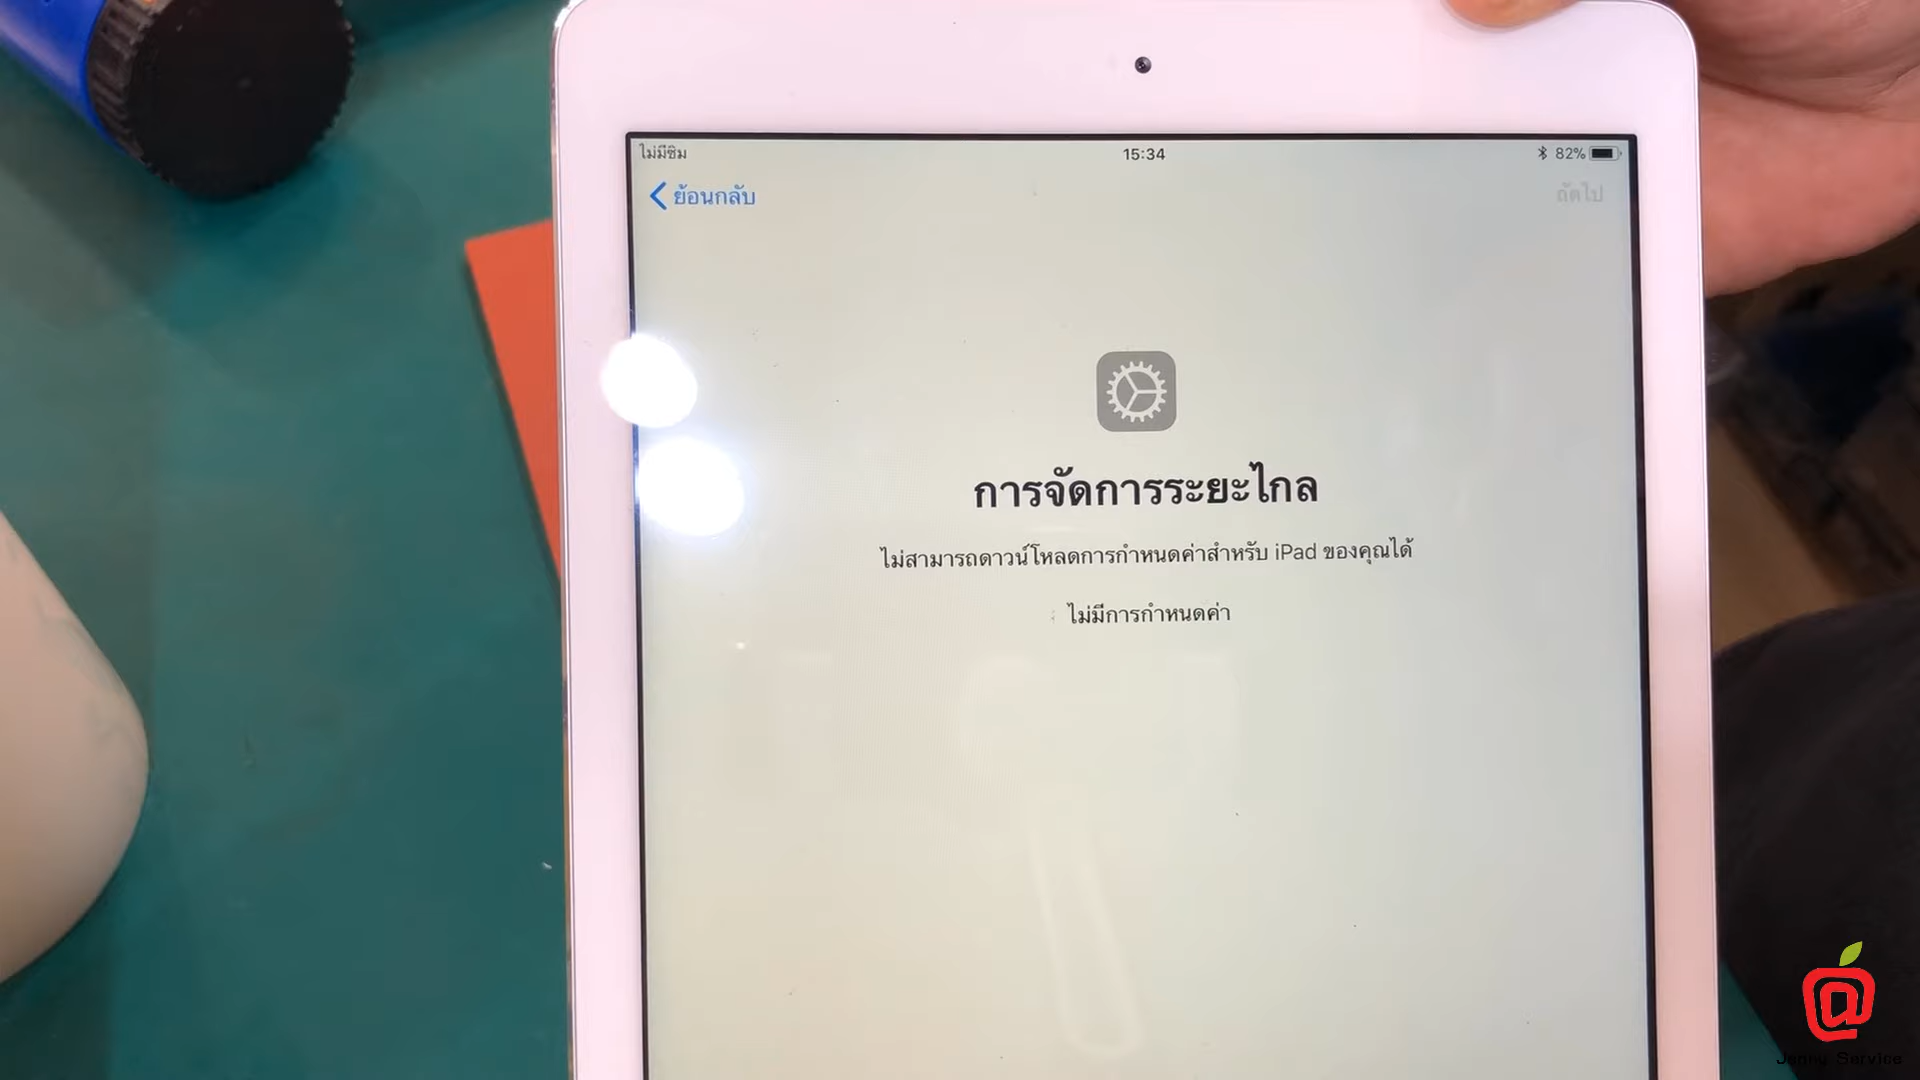 ไม่มีซิม 15:34 82%
ย้อนกลับ ถัดไป
การจัดการระยะไกล
ไม่สามารถดาวน์โหลดการกำหนดค่าสำหรับ iPad ของคุณได้
ไม่มีการกำหนดค่า
Jenny Service